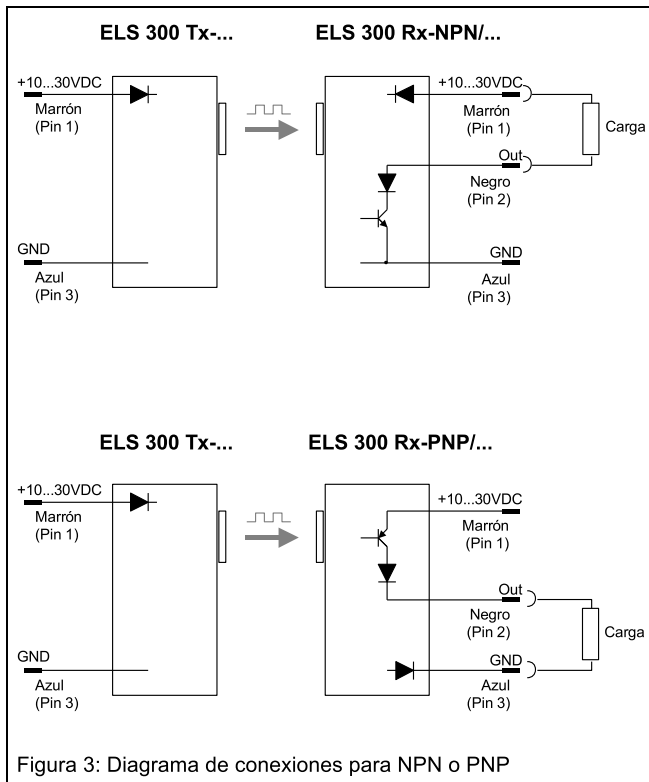 ELS 300 Tx-...
ELS 300 Rx-NPN/...
+10...30VDC
Marrón
(Pin 1)
GND
Azul
(Pin 3)
+10...30VDC
Marrón
(Pin 1)
Out
Negro
(Pin 2)
GND
Azul
(Pin 3)
Carga
ELS 300 Tx-...
ELS 300 Rx-PNP/...
+10...30VDC
Marrón
(Pin 1)
GND
Azul
(Pin 3)
+10...30VDC
Marrón
(Pin 1)
Out
Negro
(Pin 2)
GND
Azul
(Pin 3)
Carga
Figura 3: Diagrama de conexiones para NPN o PNP